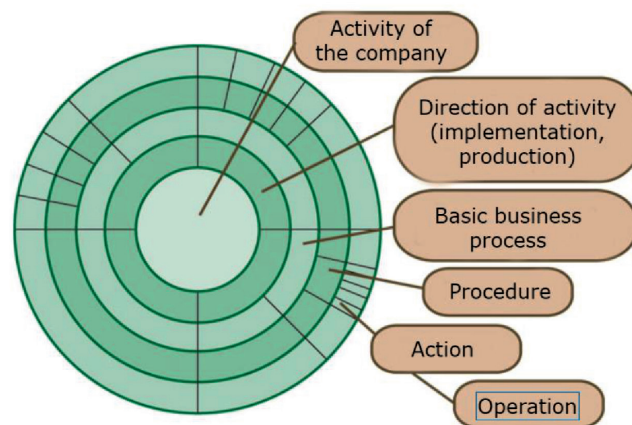 Activity of
the company
Direction of activity
(implementation,
production)
Basic business
process
Procedure
Action
Operation